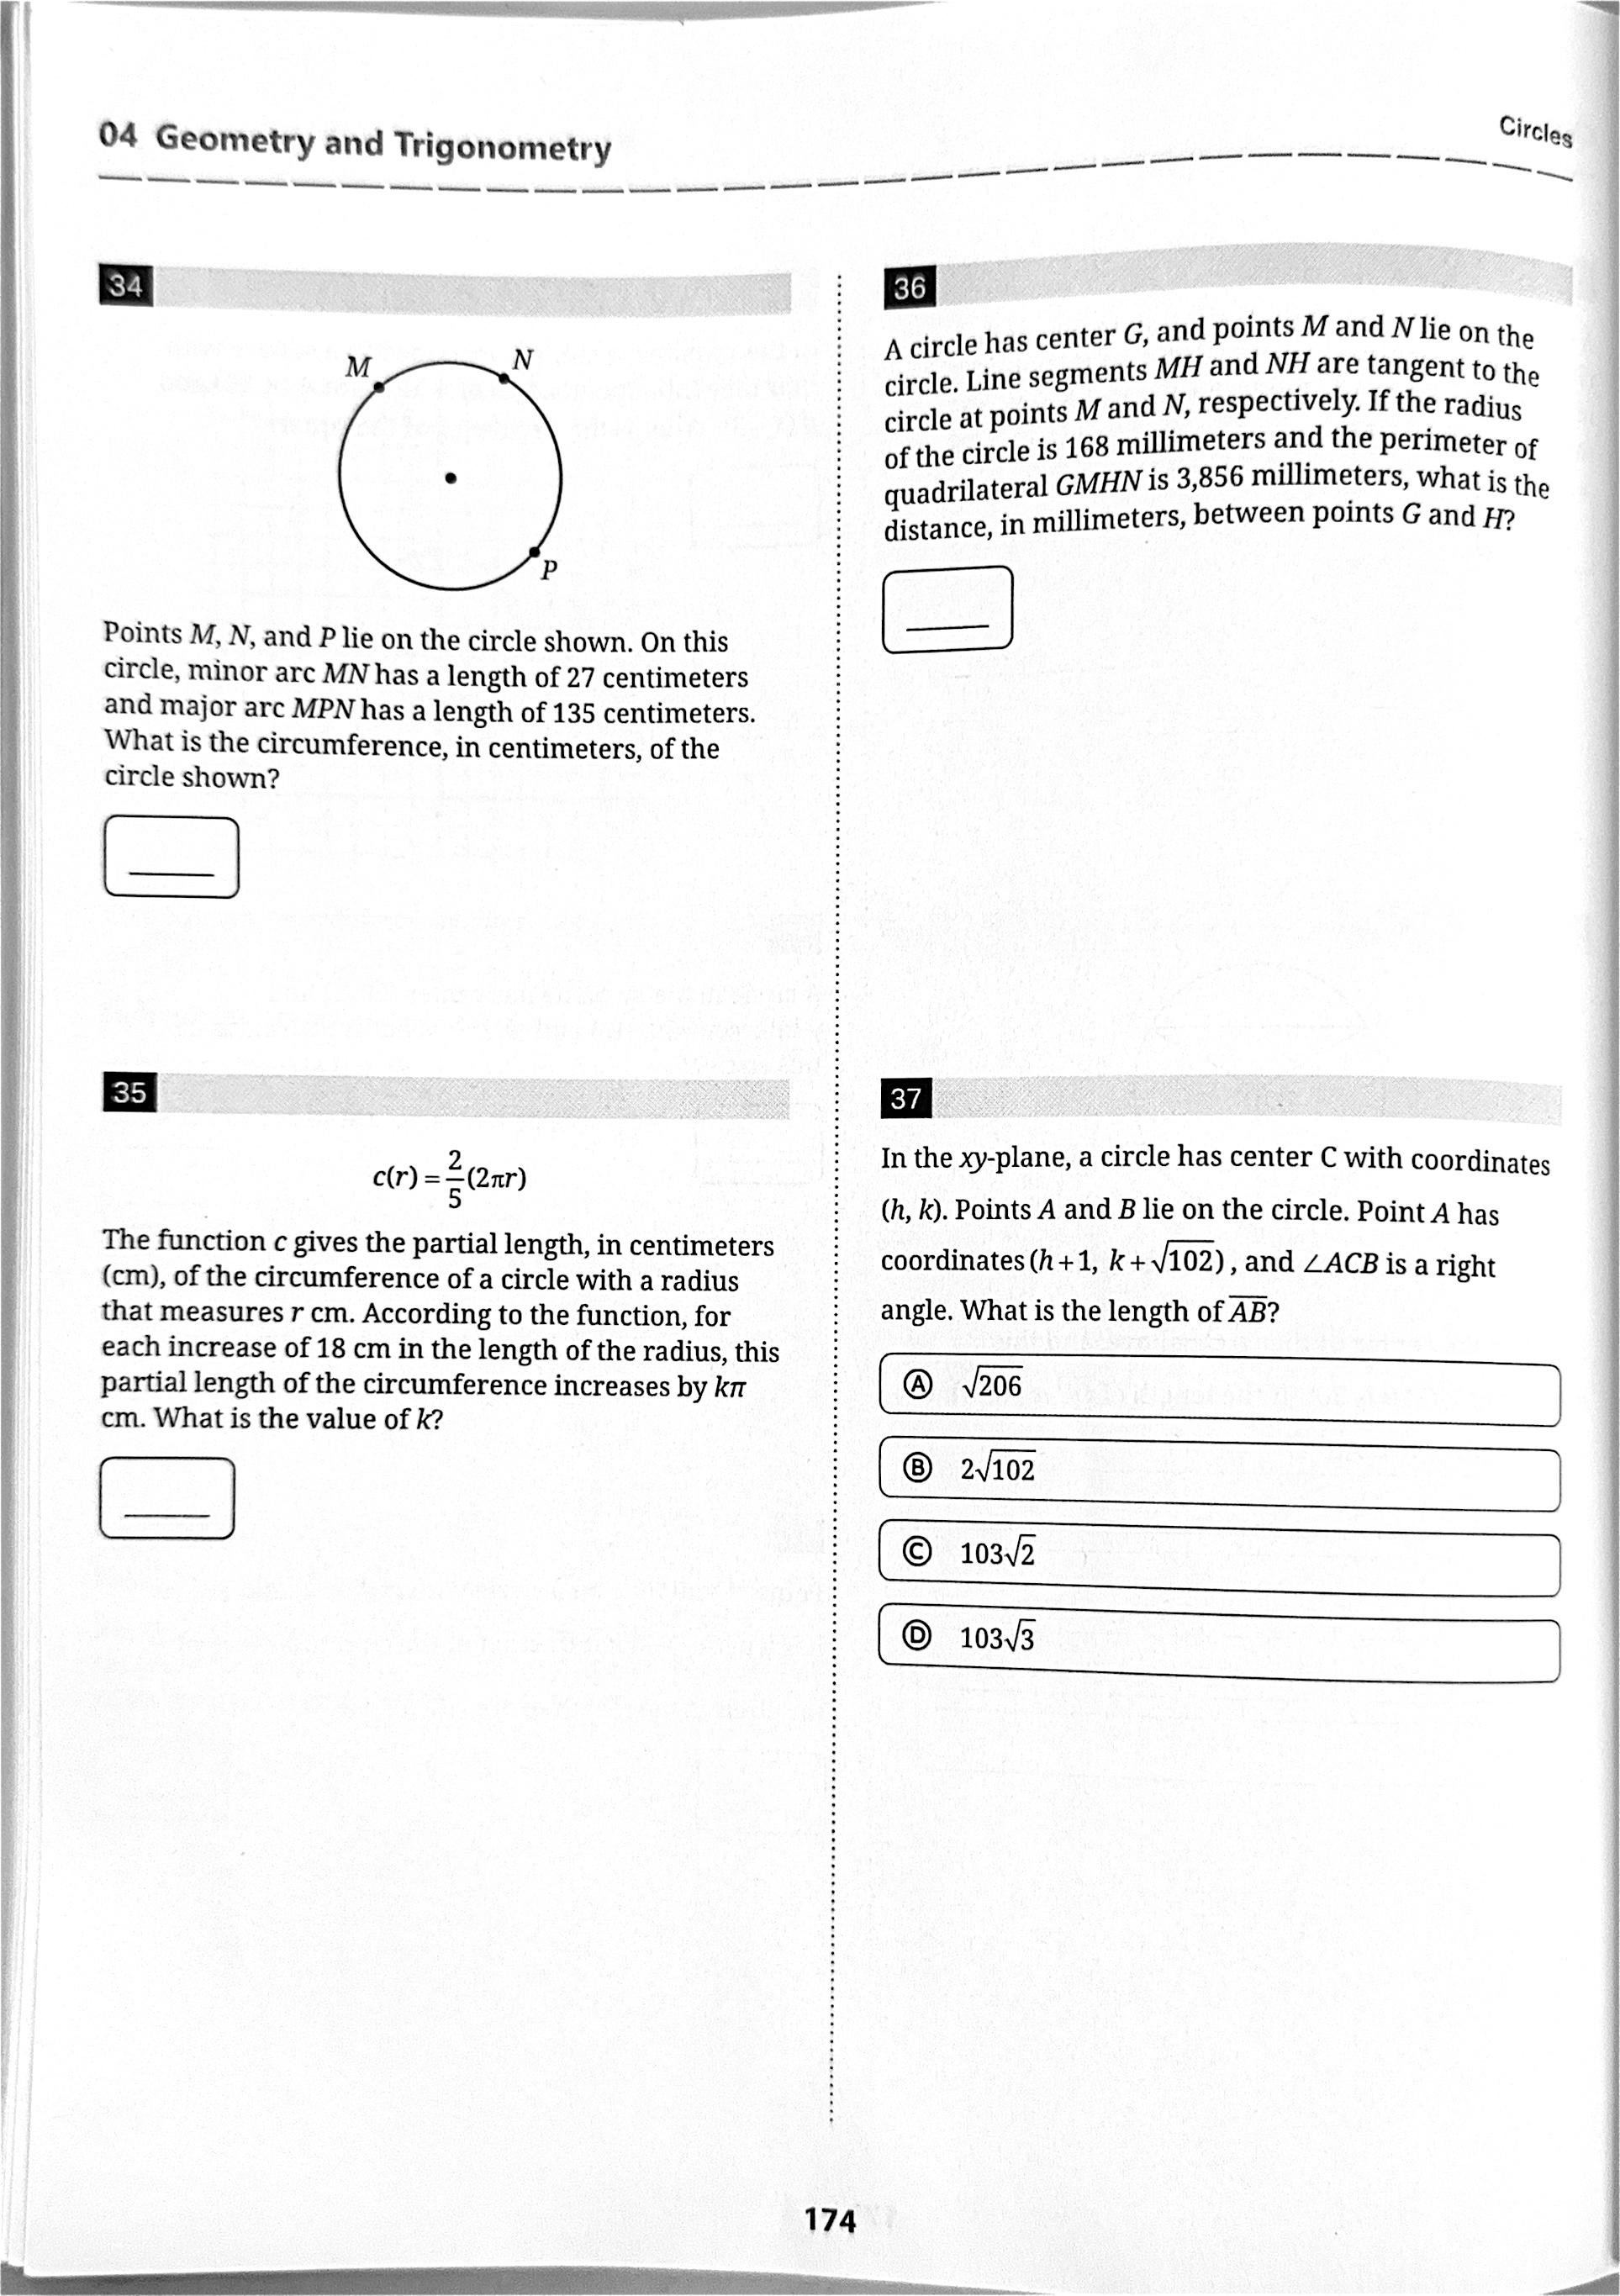 04 Geometry and Trigonometry
Circles
34
M
N
P
Points M, N, and P lie on the circle shown. On this
circle, minor arc MN has a length of 27 centimeters
and major arc MPN has a length of 135 centimeters.
What is the circumference, in centimeters, of the
circle shown?
35
c(r) = 2/5 (2πr)
The function c gives the partial length, in centimeters
(cm), of the circumference of a circle with a radius
that measures r cm. According to the function, for
each increase of 18 cm in the length of the radius, this
partial length of the circumference increases by kπ
cm. What is the value of k?
36
A circle has center G, and points M and N lie on the
circle. Line segments MH and NH are tangent to the
circle at points M and N, respectively. If the radius
of the circle is 168 millimeters and the perimeter of
quadrilateral GMHN is 3,856 millimeters, what is the
distance, in millimeters, between points G and H?
37
In the xy-plane, a circle has center C with coordinates
(h, k). Points A and B lie on the circle. Point A has
coordinates (h+1, k+√102), and ∠ACB is a right
angle. What is the length of A̅B̅?
Ⓐ √206
Ⓑ 2√102
Ⓒ 103√2
Ⓓ 103√3
174